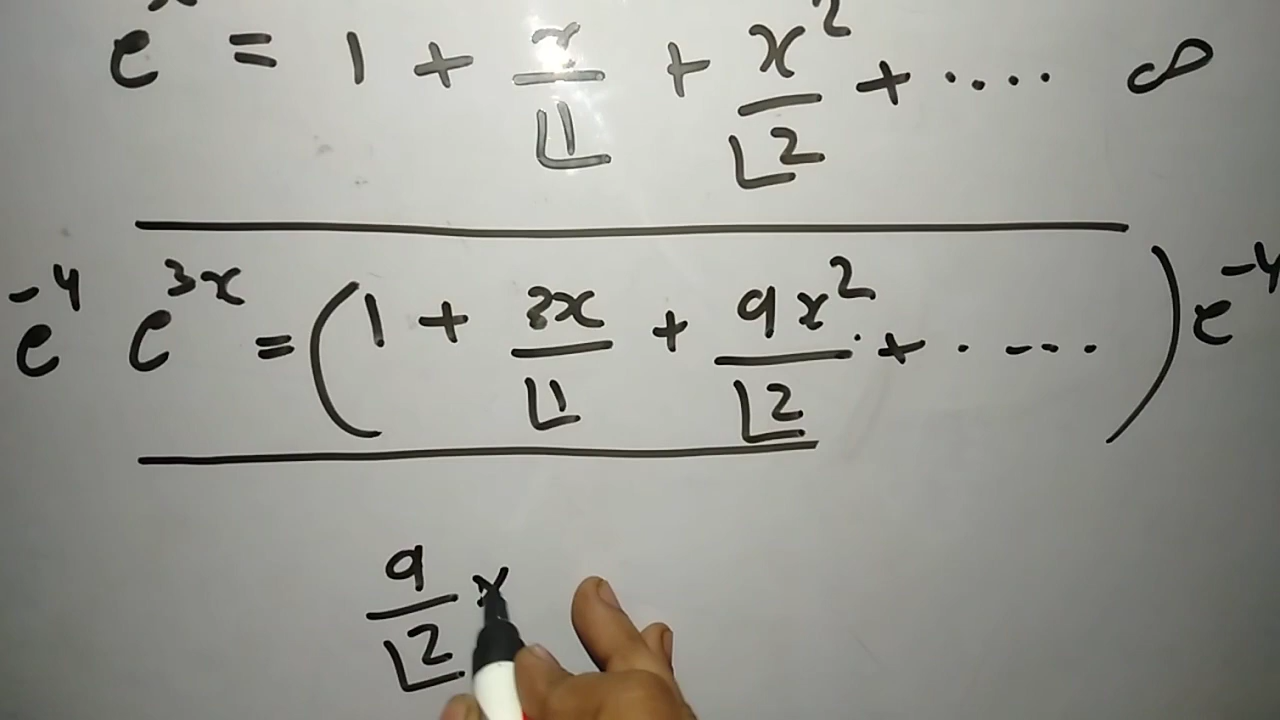 e^x = 1 + x/⌊1 + x^2/⌊2 + ···· ∞
e^-4 e^3x = (1 + 3x/⌊1 + 9x^2/⌊2 + ·----·) e^-4
9/⌊2 x